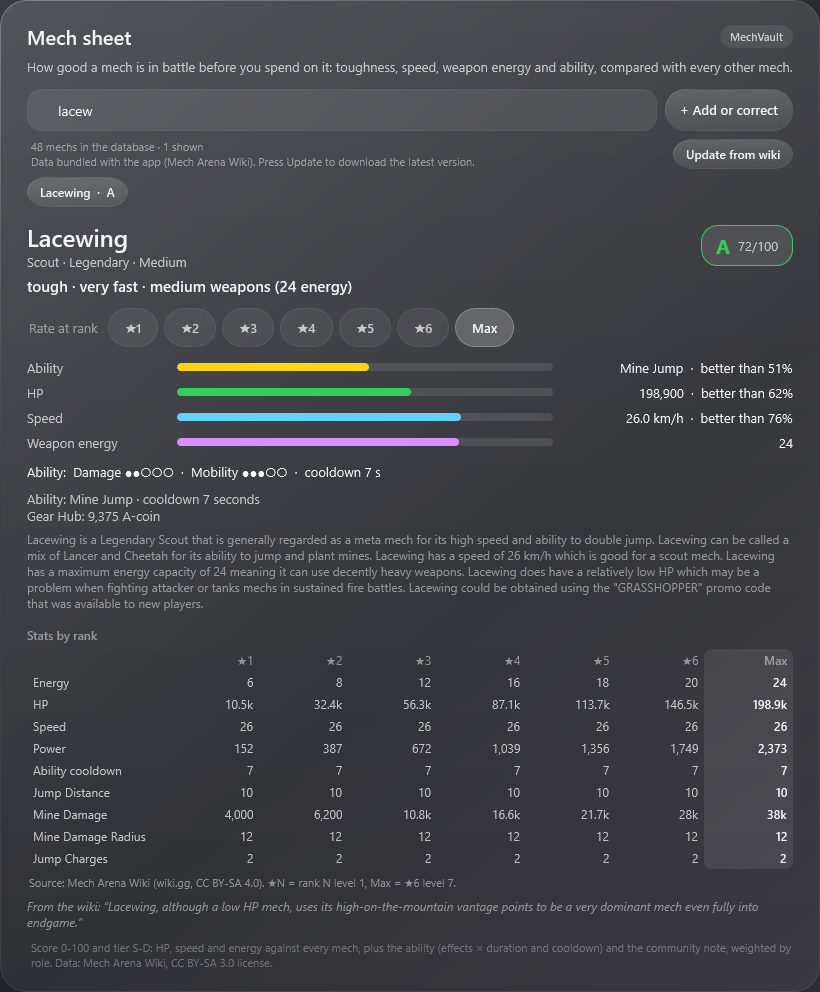 Mech sheet
MechVault
How good a mech is in battle before you spend on it: toughness, speed, weapon energy and ability, compared with every other mech.
lacew
+ Add or correct
48 mechs in the database · 1 shown
Data bundled with the app (Mech Arena Wiki). Press Update to download the latest version.
Update from wiki
Lacewing · A
Lacewing
A 72/100
Scout · Legendary · Medium
tough · very fast · medium weapons (24 energy)
Rate at rank ★1 ★2 ★3 ★4 ★5 ★6 Max
Ability Mine Jump · better than 51%
HP 198,900 · better than 62%
Speed 26.0 km/h · better than 76%
Weapon energy 24
Ability: Damage ●●○○○ · Mobility ●●●○○ · cooldown 7 s
Ability: Mine Jump · cooldown 7 seconds
Gear Hub: 9,375 A-coin
Lacewing is a Legendary Scout that is generally regarded as a meta mech for its high speed and ability to double jump. Lacewing can be called a
mix of Lancer and Cheetah for its ability to jump and plant mines. Lacewing has a speed of 26 km/h which is good for a scout mech. Lacewing
has a maximum energy capacity of 24 meaning it can use decently heavy weapons. Lacewing does have a relatively low HP which may be a
problem when fighting attacker or tanks mechs in sustained fire battles. Lacewing could be obtained using the "GRASSHOPPER" promo code
that was available to new players.
Stats by rank
★1 ★2 ★3 ★4 ★5 ★6 Max
Energy 6 8 12 16 18 20 24
HP 10.5k 32.4k 56.3k 87.1k 113.7k 146.5k 198.9k
Speed 26 26 26 26 26 26 26
Power 152 387 672 1,039 1,356 1,749 2,373
Ability cooldown 7 7 7 7 7 7 7
Jump Distance 10 10 10 10 10 10 10
Mine Damage 4,000 6,200 10.8k 16.6k 21.7k 28k 38k
Mine Damage Radius 12 12 12 12 12 12 12
Jump Charges 2 2 2 2 2 2 2
Source: Mech Arena Wiki (wiki.gg, CC BY-SA 4.0). ★N = rank N level 1, Max = ★6 level 7.
From the wiki: “Lacewing, although a low HP mech, uses its high-on-the-mountain vantage points to be a very dominant mech even fully into
endgame.”
Score 0-100 and tier S-D: HP, speed and energy against every mech, plus the ability (effects × duration and cooldown) and the community note, weighted by
role. Data: Mech Arena Wiki, CC BY-SA 3.0 license.